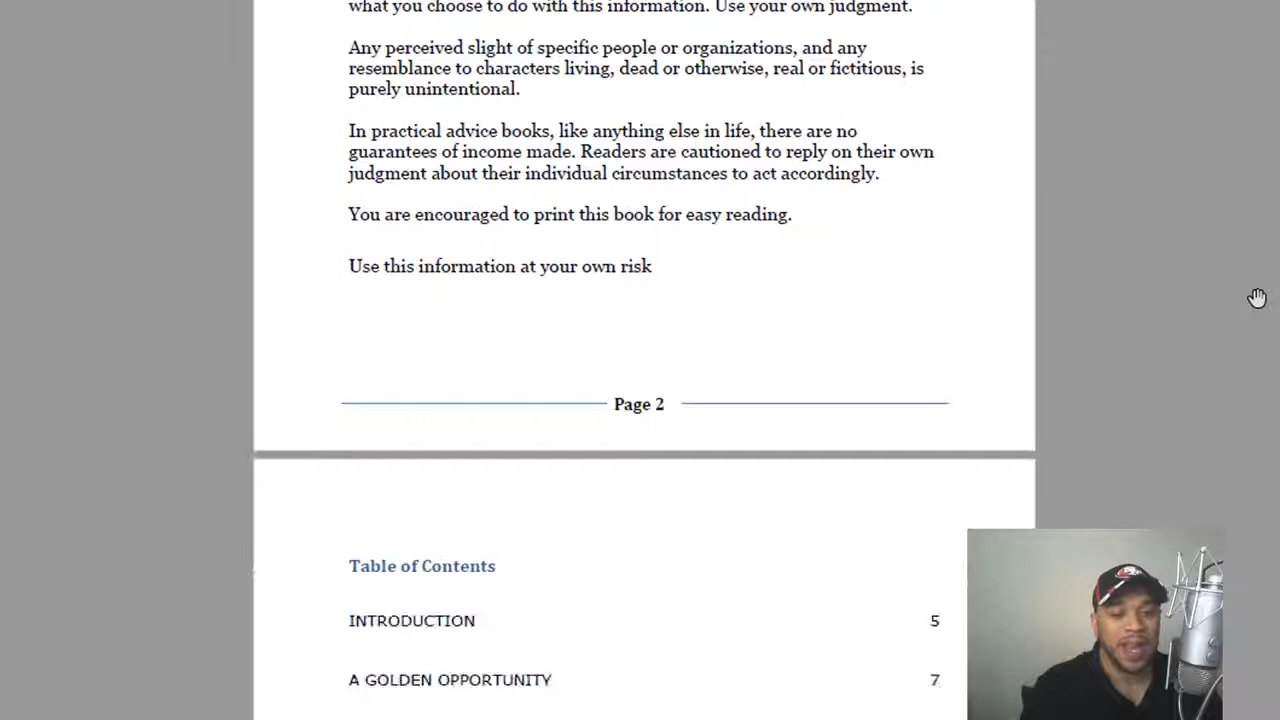 what you choose to do with this information. Use your own judgment.
Any perceived slight of specific people or organizations, and any
resemblance to characters living, dead or otherwise, real or fictitious, is
purely unintentional.
In practical advice books, like anything else in life, there are no
guarantees of income made. Readers are cautioned to reply on their own
judgment about their individual circumstances to act accordingly.
You are encouraged to print this book for easy reading.
Use this information at your own risk
Page 2
Table of Contents
INTRODUCTION 5
A GOLDEN OPPORTUNITY 7